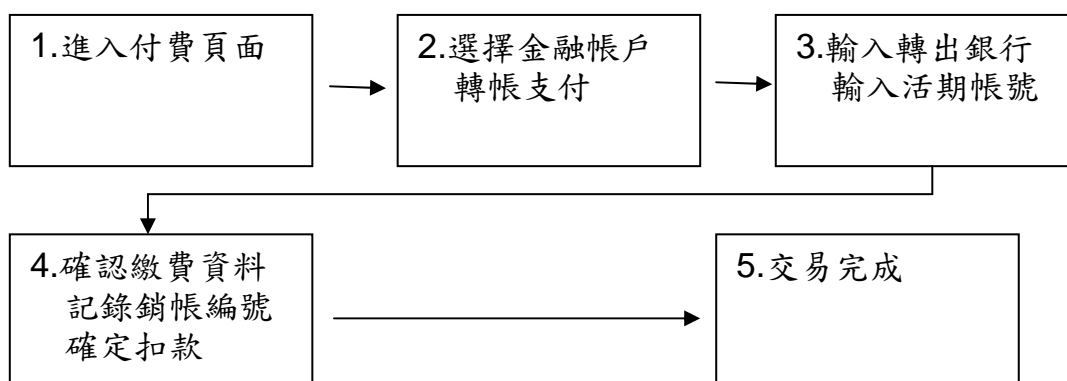 1.進入付費頁面
2.選擇金融帳戶
轉帳支付
3.輸入轉出銀行
輸入活期帳號
4.確認繳費資料
記錄銷帳編號
確定扣款
5.交易完成